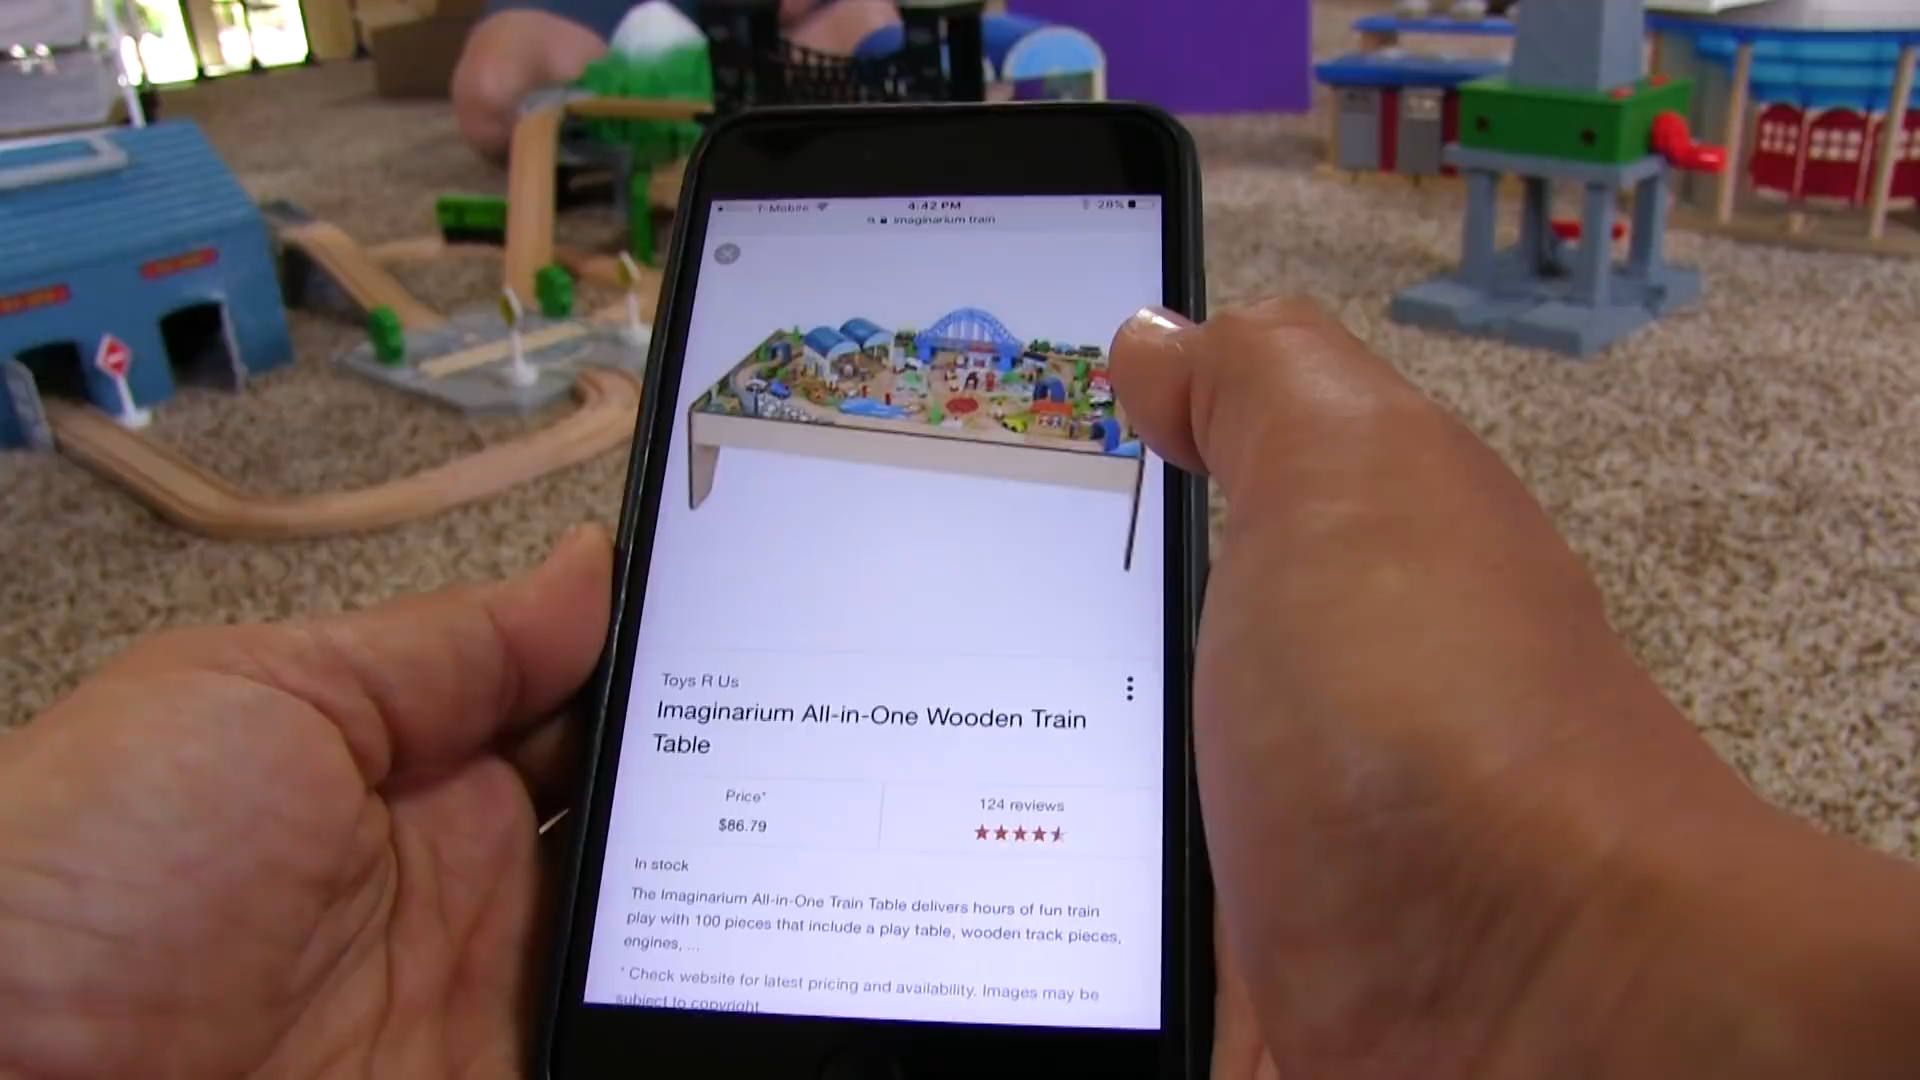 T-Mobile 4:42 PM 28%
imaginarium train
Toys R Us
Imaginarium All-in-One Wooden Train
Table
Price* 124 reviews
$86.79
In stock
The Imaginarium All-in-One Train Table delivers hours of fun train
play with 100 pieces that include a play table, wooden track pieces,
engines, ...
* Check website for latest pricing and availability. Images may be
subject to copyright.